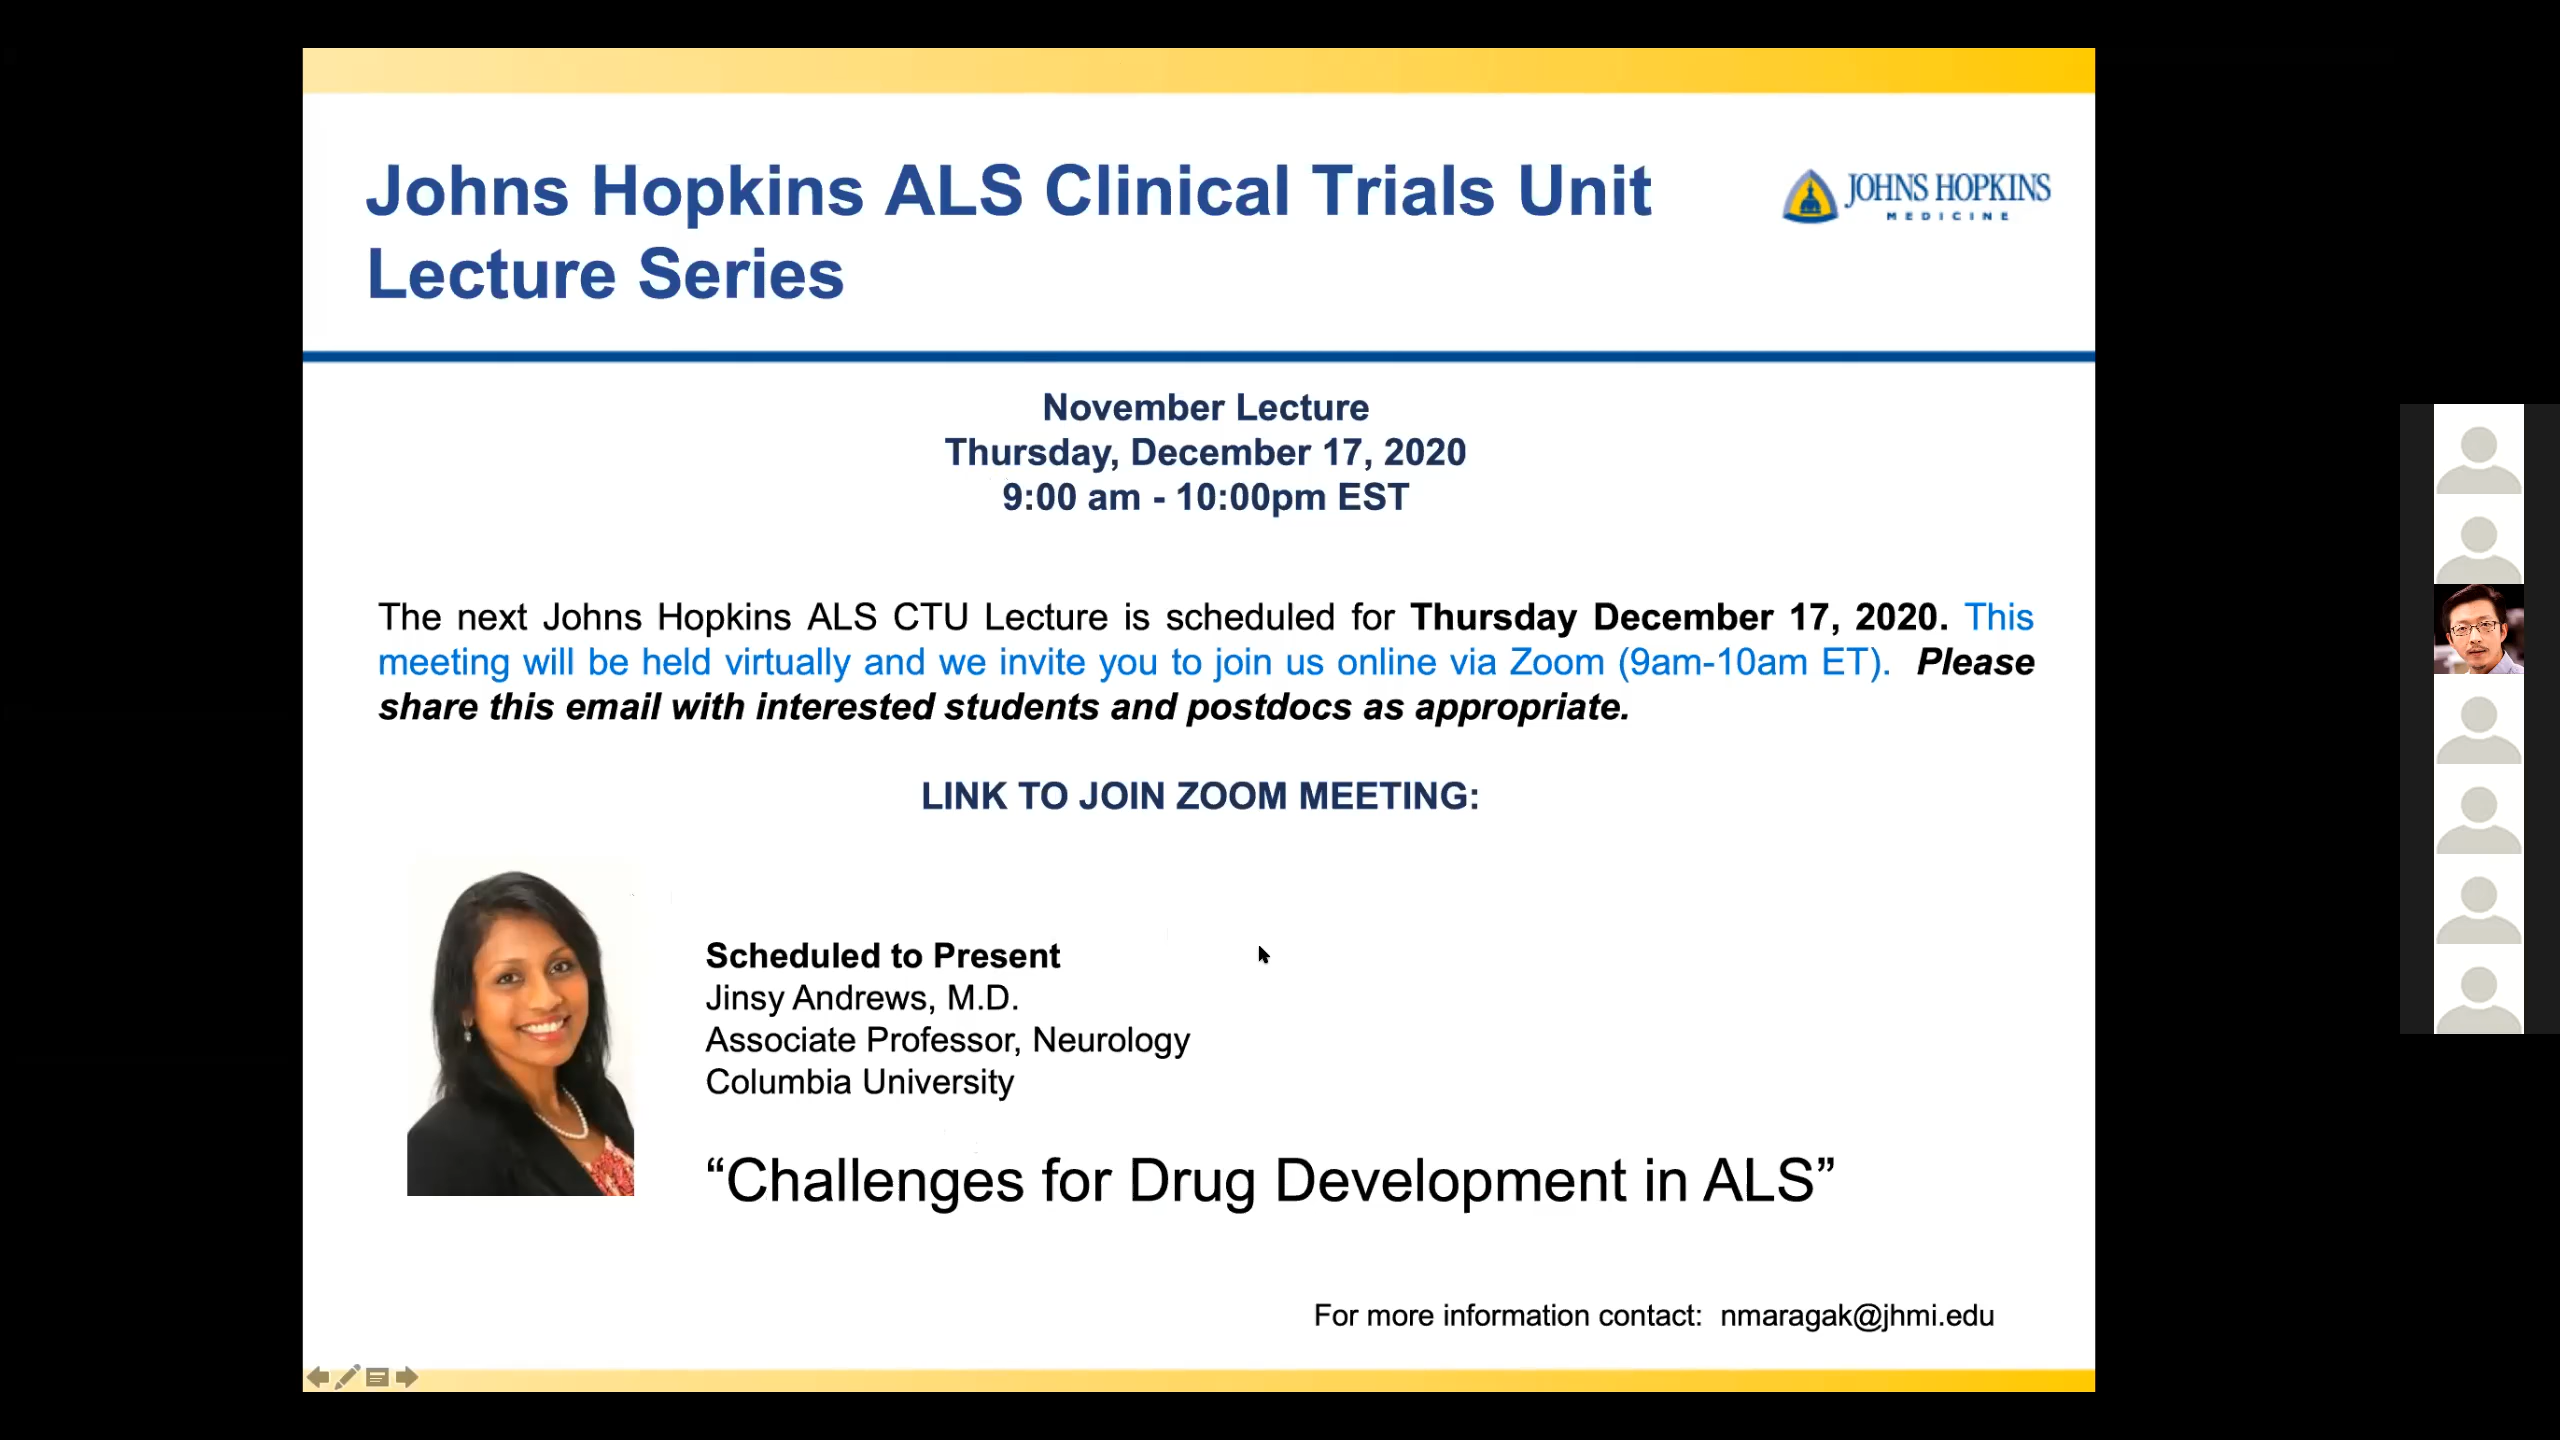 Johns Hopkins ALS Clinical Trials Unit
Lecture Series
JOHNS HOPKINS
MEDICINE
November Lecture
Thursday, December 17, 2020
9:00 am - 10:00pm EST
The next Johns Hopkins ALS CTU Lecture is scheduled for Thursday December 17, 2020. This
meeting will be held virtually and we invite you to join us online via Zoom (9am-10am ET). Please
share this email with interested students and postdocs as appropriate.
LINK TO JOIN ZOOM MEETING:
Scheduled to Present
Jinsy Andrews, M.D.
Associate Professor, Neurology
Columbia University
“Challenges for Drug Development in ALS”
For more information contact: nmaragak@jhmi.edu